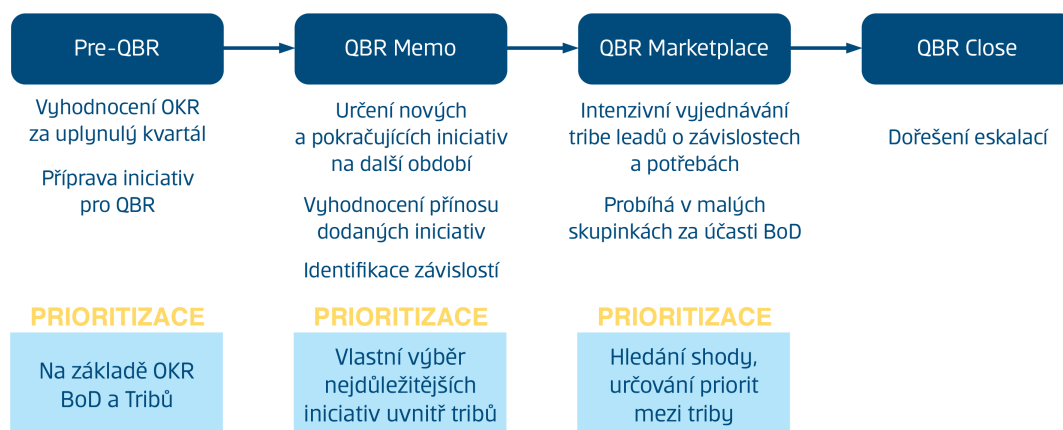 Pre-QBR
Vyhodnocení OKR
za uplynulý kvartál
Příprava iniciativ
pro QBR
PRIORITIZACE
Na základě OKR
BoD a Tribů
QBR Memo
Určení nových
a pokračujících iniciativ
na další období
Vyhodnocení přínosu
dodaných iniciativ
Identifikace závislostí
PRIORITIZACE
Vlastní výběr
nejdůležitějších
iniciativ uvnitř tribů
QBR Marketplace
Intenzivní vyjednávání
tribe leadů o závislostech
a potřebách
Probíhá v malých
skupinkách za účasti BoD
PRIORITIZACE
Hledání shody,
určování priorit
mezi triby
QBR Close
Dořešení eskalací